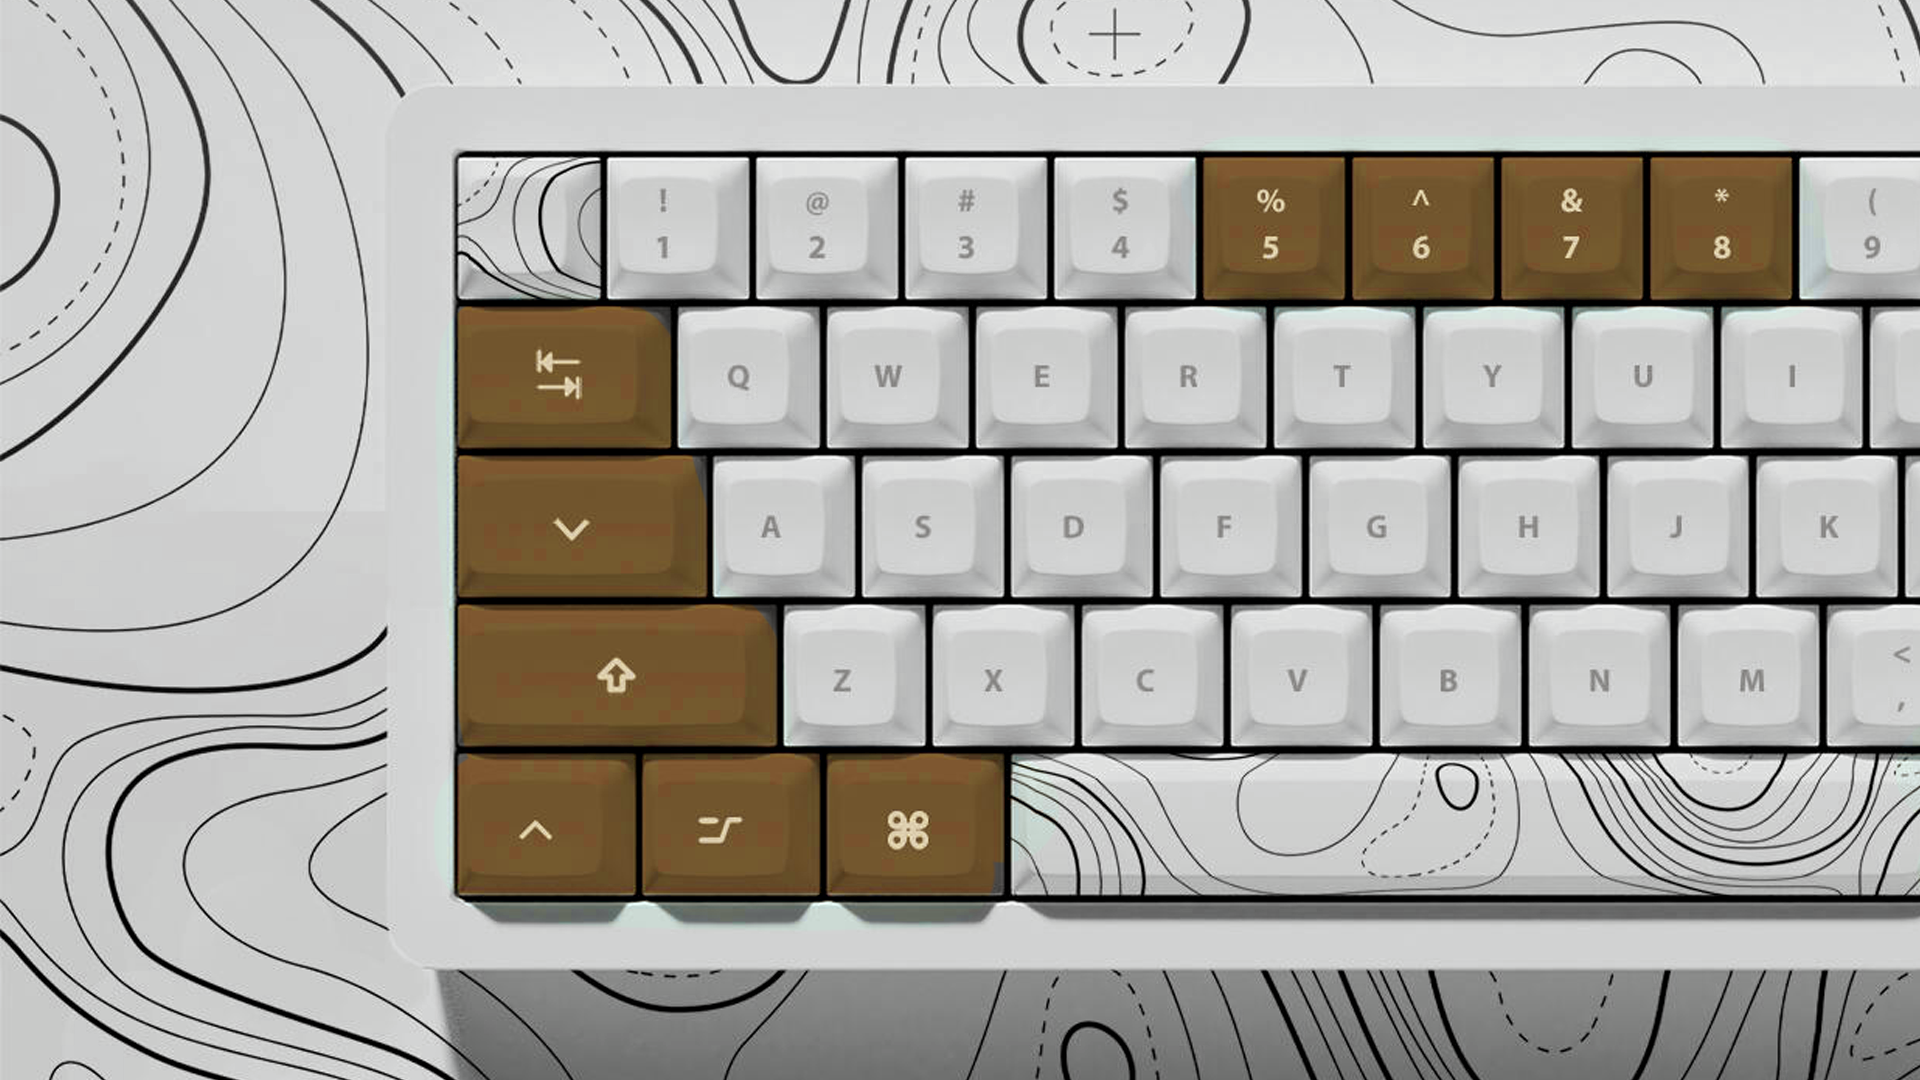 ! @ # $ % ^ & * (
1 2 3 4 5 6 7 8 9
Q W E R T Y U I
A S D F G H J K
Z X C V B N M <
,